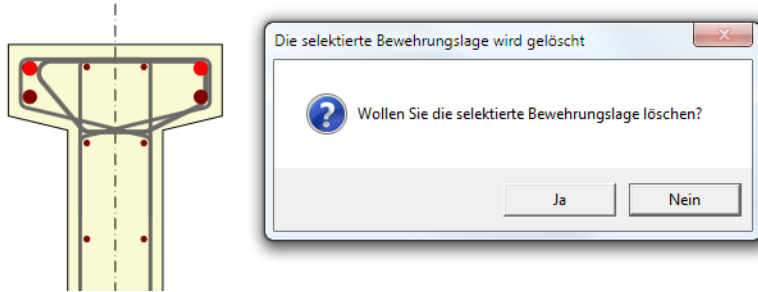 Die selektierte Bewehrungslage wird gelöscht
Wollen Sie die selektierte Bewehrungslage löschen?
Ja
Nein